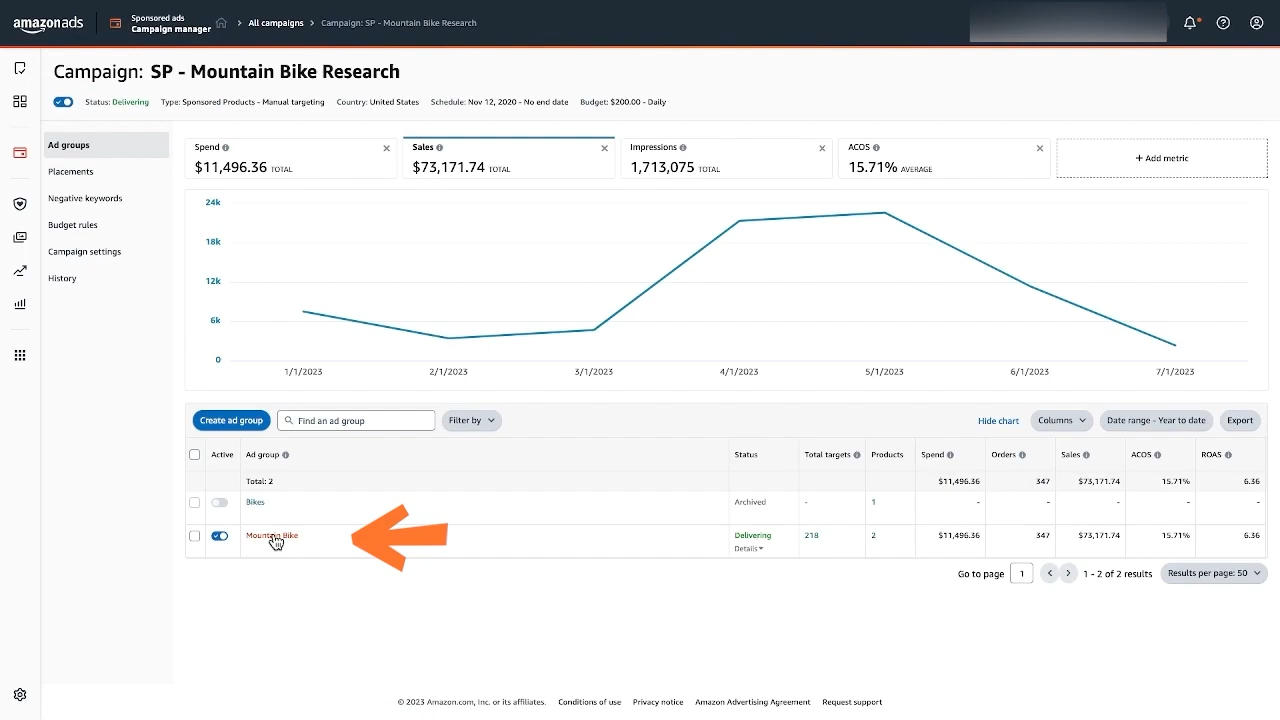 amazonads
Sponsored ads
Campaign manager
> All campaigns > Campaign: SP - Mountain Bike Research
Campaign: SP - Mountain Bike Research
Status: Delivering Type: Sponsored Products - Manual targeting Country: United States Schedule: Nov 12, 2020 - No end date Budget: $200.00 - Daily
Ad groups
Placements
Negative keywords
Budget rules
Campaign settings
History
Spend
$11,496.36 TOTAL
Sales
$73,171.74 TOTAL
Impressions
1,713,075 TOTAL
ACOS
15.71% AVERAGE
+ Add metric
24k
18k
12k
6k
0
1/1/2023 2/1/2023 3/1/2023 4/1/2023 5/1/2023 6/1/2023 7/1/2023
Create ad group Find an ad group Filter by Hide chart Columns Date range - Year to date Export
Active Ad group Status Total targets Products Spend Orders Sales ACOS ROAS
Total: 2 $11,496.36 347 $73,171.74 15.71% 6.36
Bikes Archived - 1 - - - - -
Mountain Bike Delivering 218 2 $11,496.36 347 $73,171.74 15.71% 6.36
Details
Go to page 1 1 - 2 of 2 results Results per page: 50
© 2023 Amazon.com, Inc. or its affiliates. Conditions of use Privacy notice Amazon Advertising Agreement Request support